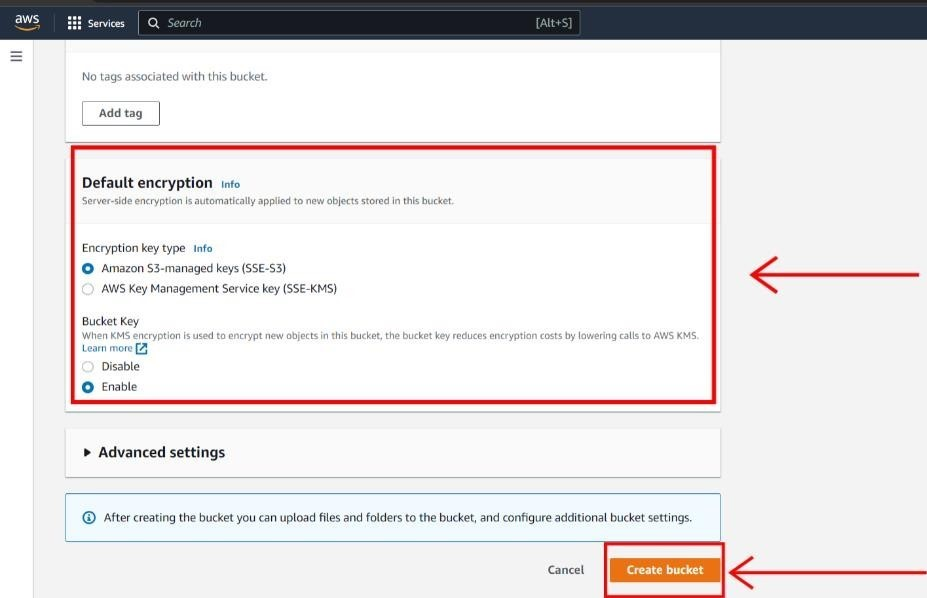 aws
Services
Search
[Alt+S]
No tags associated with this bucket.
Add tag
Default encryption Info
Server-side encryption is automatically applied to new objects stored in this bucket.
Encryption key type Info
Amazon S3-managed keys (SSE-S3)
AWS Key Management Service key (SSE-KMS)
Bucket Key
When KMS encryption is used to encrypt new objects in this bucket, the bucket key reduces encryption costs by lowering calls to AWS KMS.
Learn more
Disable
Enable
Advanced settings
After creating the bucket you can upload files and folders to the bucket, and configure additional bucket settings.
Cancel
Create bucket